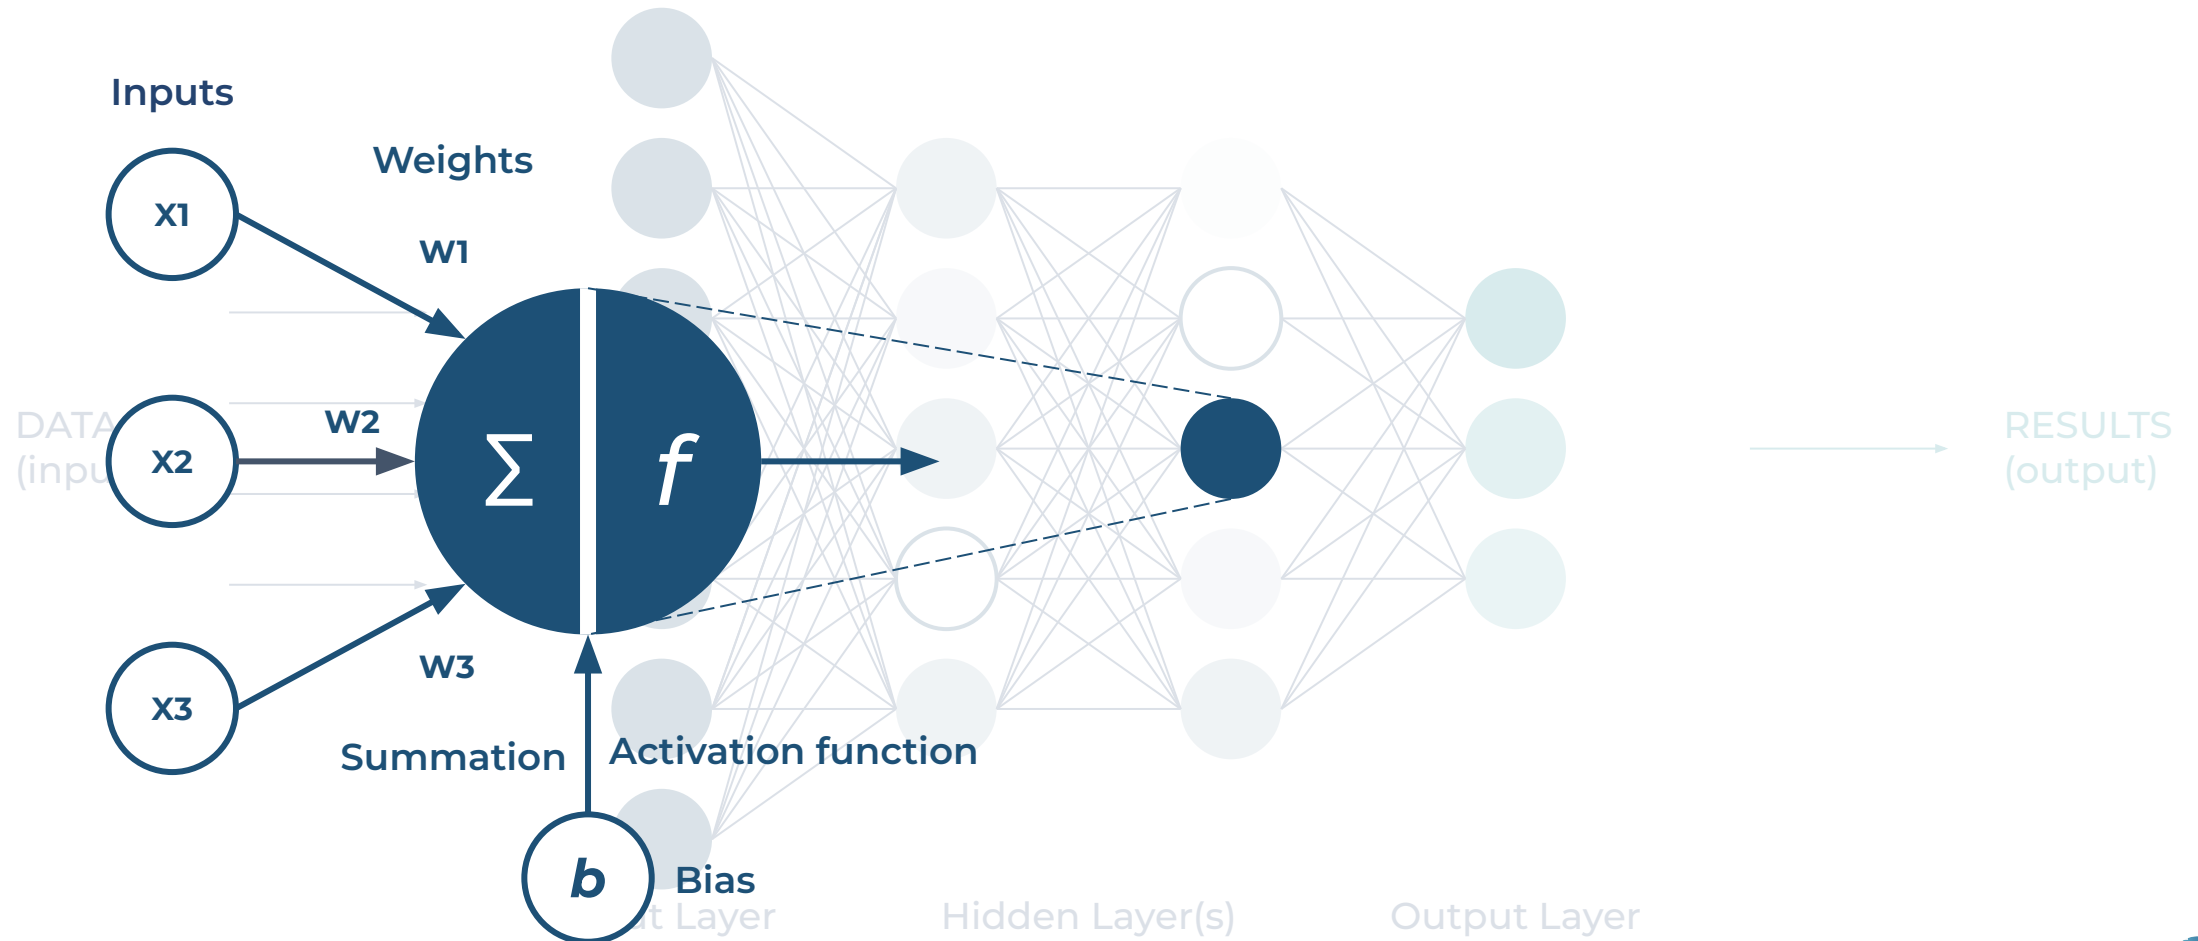 Inputs
Weights
X1
W1
DATA
(inpu
X2
W2
Σ
f
RESULTS
(output)
X3
W3
Summation
Activation function
b
Bias
t Layer
Hidden Layer(s)
Output Layer